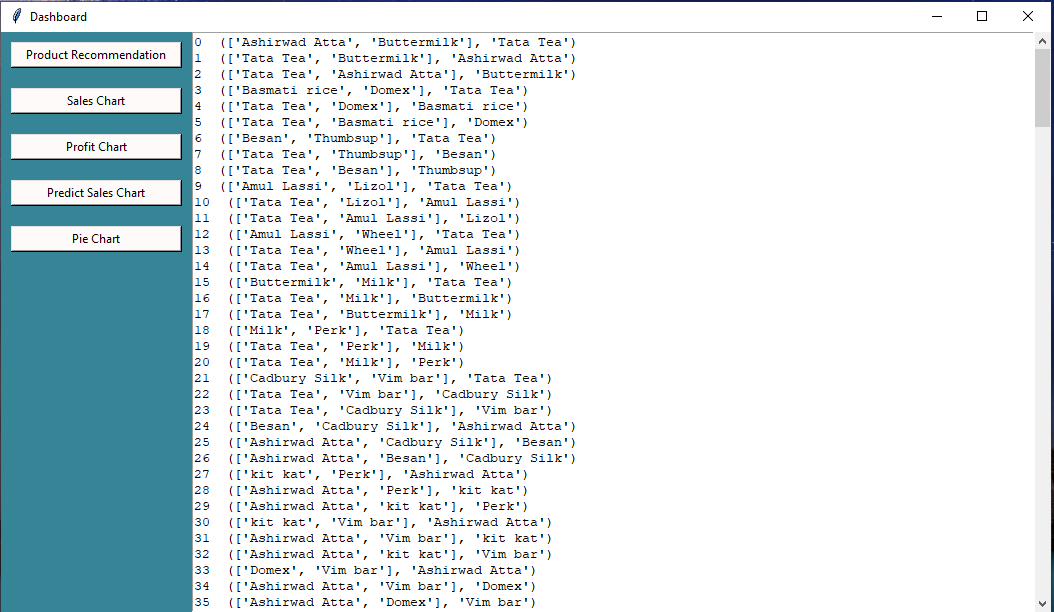 Dashboard
Product Recommendation
Sales Chart
Profit Chart
Predict Sales Chart
Pie Chart
0  (['Ashirwad Atta', 'Buttermilk'], 'Tata Tea')
1  (['Tata Tea', 'Buttermilk'], 'Ashirwad Atta')
2  (['Tata Tea', 'Ashirwad Atta'], 'Buttermilk')
3  (['Basmati rice', 'Domex'], 'Tata Tea')
4  (['Tata Tea', 'Domex'], 'Basmati rice')
5  (['Tata Tea', 'Basmati rice'], 'Domex')
6  (['Besan', 'Thumbsup'], 'Tata Tea')
7  (['Tata Tea', 'Thumbsup'], 'Besan')
8  (['Tata Tea', 'Besan'], 'Thumbsup')
9  (['Amul Lassi', 'Lizol'], 'Tata Tea')
10  (['Tata Tea', 'Lizol'], 'Amul Lassi')
11  (['Tata Tea', 'Amul Lassi'], 'Lizol')
12  (['Amul Lassi', 'Wheel'], 'Tata Tea')
13  (['Tata Tea', 'Wheel'], 'Amul Lassi')
14  (['Tata Tea', 'Amul Lassi'], 'Wheel')
15  (['Buttermilk', 'Milk'], 'Tata Tea')
16  (['Tata Tea', 'Milk'], 'Buttermilk')
17  (['Tata Tea', 'Buttermilk'], 'Milk')
18  (['Milk', 'Perk'], 'Tata Tea')
19  (['Tata Tea', 'Perk'], 'Milk')
20  (['Tata Tea', 'Milk'], 'Perk')
21  (['Cadbury Silk', 'Vim bar'], 'Tata Tea')
22  (['Tata Tea', 'Vim bar'], 'Cadbury Silk')
23  (['Tata Tea', 'Cadbury Silk'], 'Vim bar')
24  (['Besan', 'Cadbury Silk'], 'Ashirwad Atta')
25  (['Ashirwad Atta', 'Cadbury Silk'], 'Besan')
26  (['Ashirwad Atta', 'Besan'], 'Cadbury Silk')
27  (['kit kat', 'Perk'], 'Ashirwad Atta')
28  (['Ashirwad Atta', 'Perk'], 'kit kat')
29  (['Ashirwad Atta', 'kit kat'], 'Perk')
30  (['kit kat', 'Vim bar'], 'Ashirwad Atta')
31  (['Ashirwad Atta', 'Vim bar'], 'kit kat')
32  (['Ashirwad Atta', 'kit kat'], 'Vim bar')
33  (['Domex', 'Vim bar'], 'Ashirwad Atta')
34  (['Ashirwad Atta', 'Vim bar'], 'Domex')
35  (['Ashirwad Atta', 'Domex'], 'Vim bar')